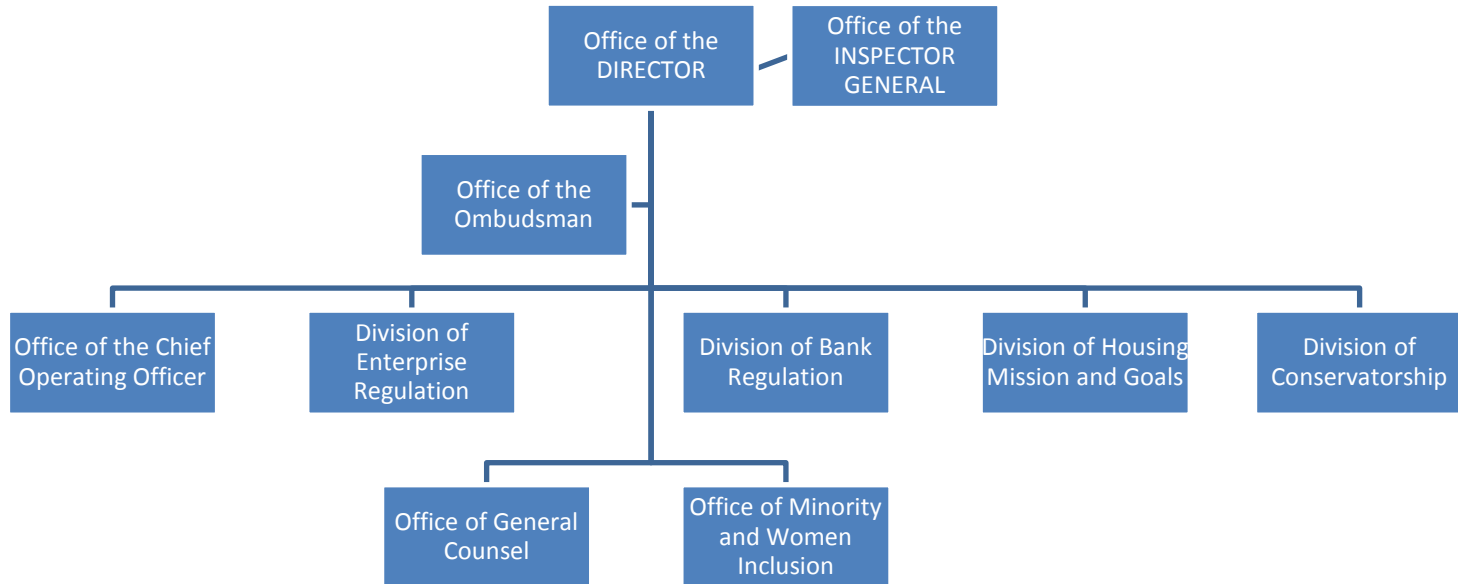 Office of the
DIRECTOR
Office of the
INSPECTOR
GENERAL
Office of the
Ombudsman
Office of the Chief
Operating Officer
Division of
Enterprise
Regulation
Division of Bank
Regulation
Division of Housing
Mission and Goals
Division of
Conservatorship
Office of General
Counsel
Office of Minority
and Women
Inclusion